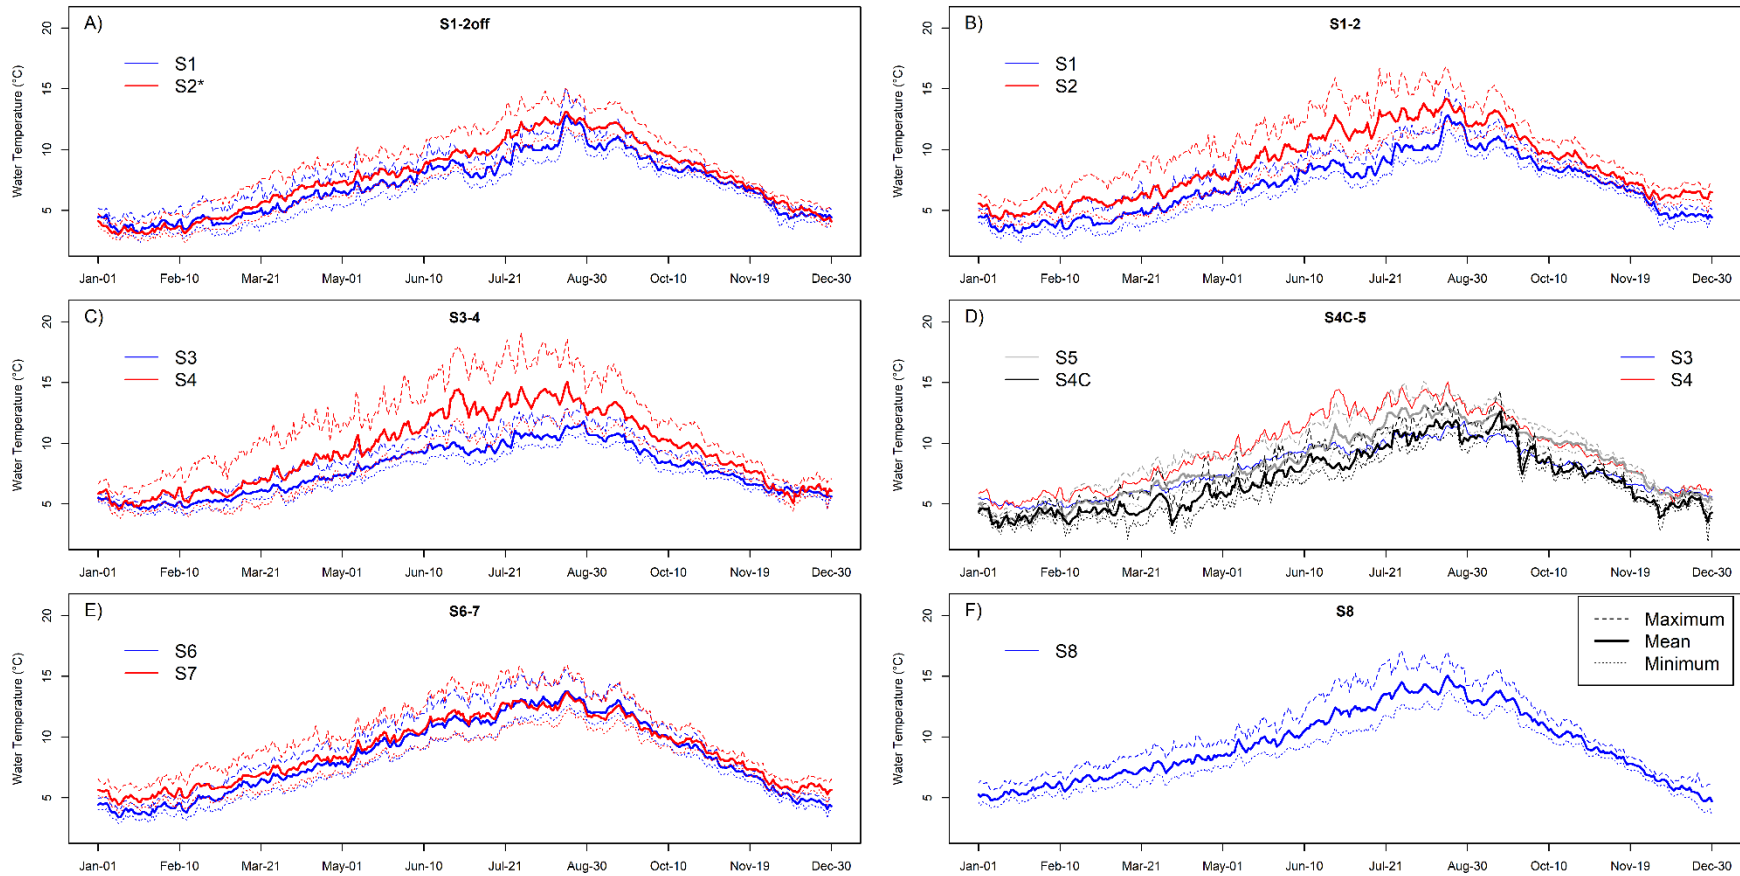 A)
S1-2off
S1
S2*
Water Temperature (°C)
20
15
10
5
Jan-01 Feb-10 Mar-21 May-01 Jun-10 Jul-21 Aug-30 Oct-10 Nov-19 Dec-30
B)
S1-2
S1
S2
Water Temperature (°C)
20
15
10
5
Jan-01 Feb-10 Mar-21 May-01 Jun-10 Jul-21 Aug-30 Oct-10 Nov-19 Dec-30
C)
S3-4
S3
S4
Water Temperature (°C)
20
15
10
5
Jan-01 Feb-10 Mar-21 May-01 Jun-10 Jul-21 Aug-30 Oct-10 Nov-19 Dec-30
D)
S4C-5
S5
S4C
S3
S4
Water Temperature (°C)
20
15
10
5
Jan-01 Feb-10 Mar-21 May-01 Jun-10 Jul-21 Aug-30 Oct-10 Nov-19 Dec-30
E)
S6-7
S6
S7
Water Temperature (°C)
20
15
10
5
Jan-01 Feb-10 Mar-21 May-01 Jun-10 Jul-21 Aug-30 Oct-10 Nov-19 Dec-30
F)
S8
S8
Maximum
Mean
Minimum
Water Temperature (°C)
20
15
10
5
Jan-01 Feb-10 Mar-21 May-01 Jun-10 Jul-21 Aug-30 Oct-10 Nov-19 Dec-30